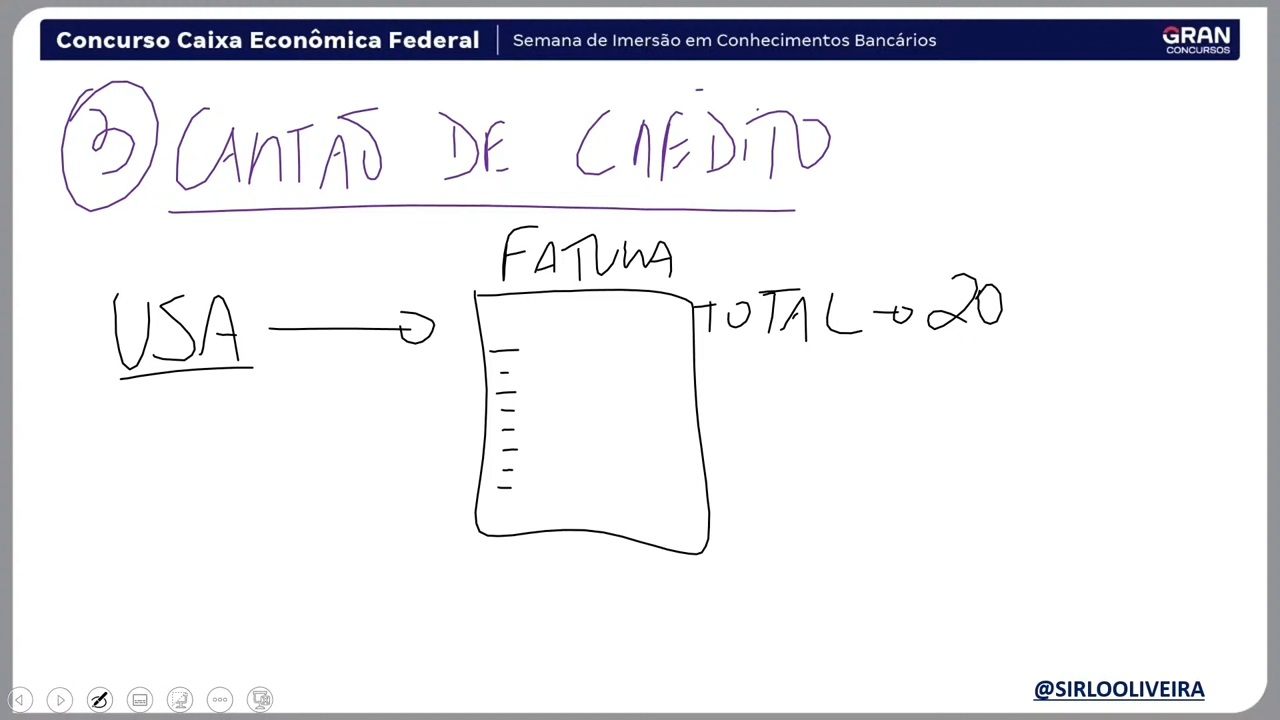 Concurso Caixa Econômica Federal | Semana de Imersão em Conhecimentos Bancários
GRAN
CONCURSOS
3 CARTÃO DE CRÉDITO
FATURA
USA
TOTAL → 20
@SIRLOOLIVEIRA